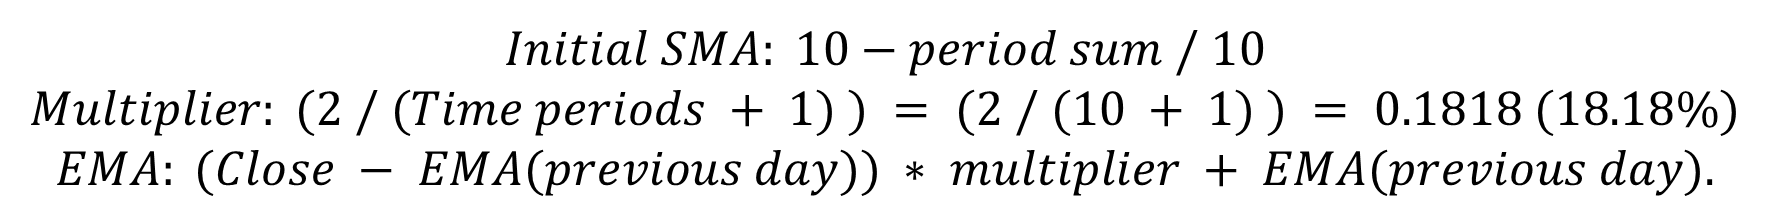 Initial SMA: 10 − period sum / 10
Multiplier: (2 / (Time periods + 1) ) = (2 / (10 + 1) ) = 0.1818 (18.18%)
EMA: (Close − EMA(previous day)) ∗ multiplier + EMA(previous day).